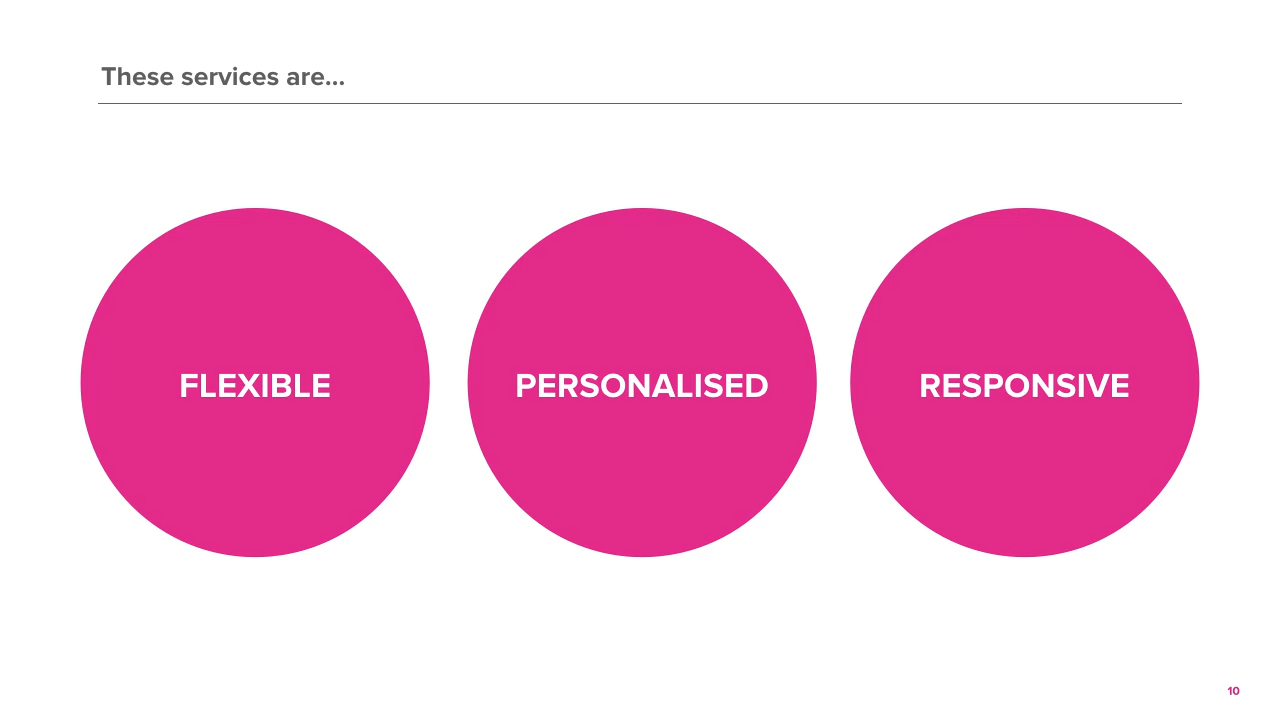 These services are...
FLEXIBLE
PERSONALISED
RESPONSIVE
10